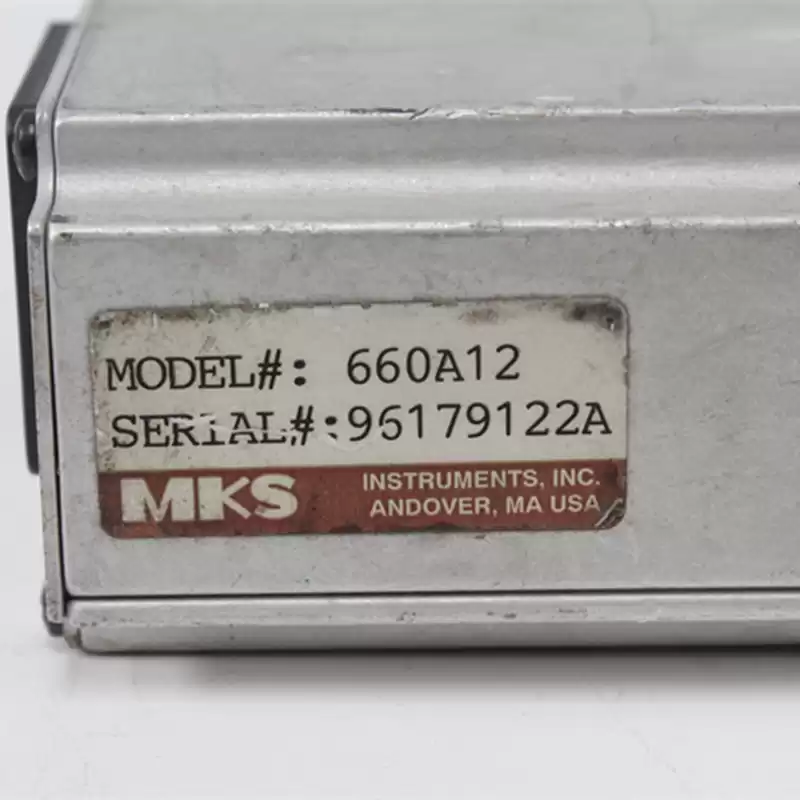 MODEL#: 660A12
SERIAL#:96179122A
MKS INSTRUMENTS, INC.
ANDOVER, MA USA